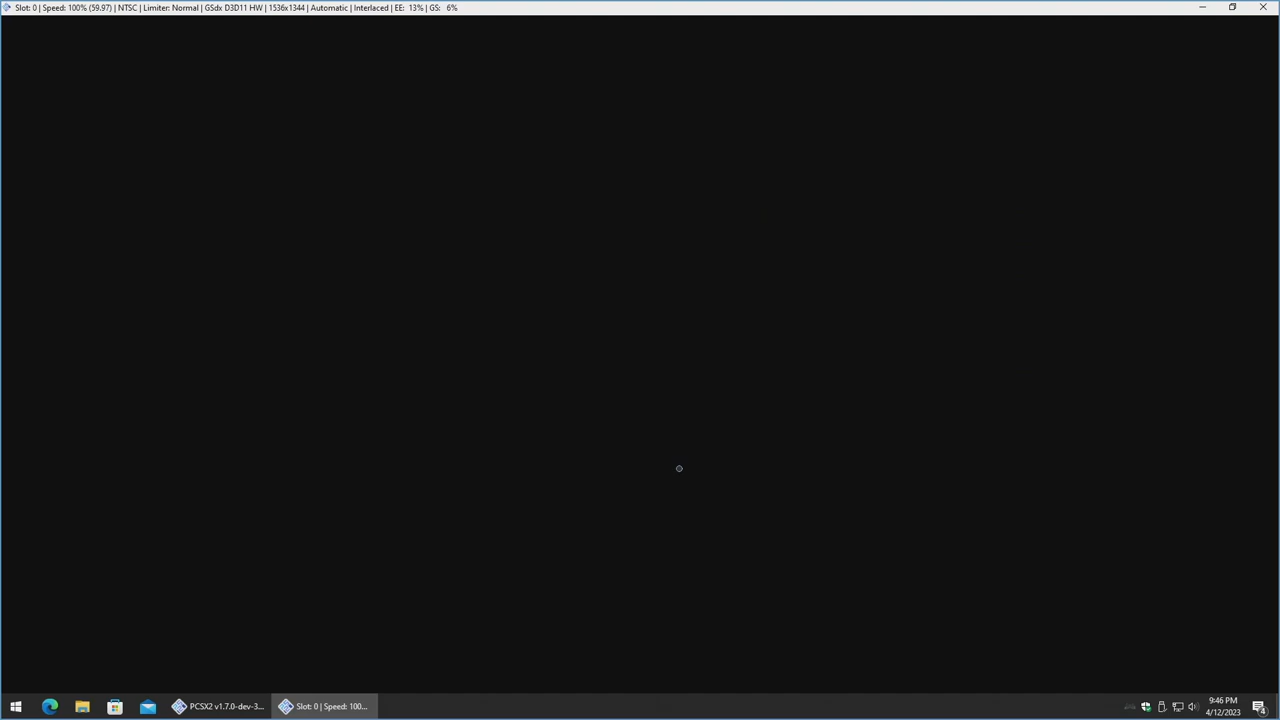 Slot: 0 | Speed: 100% (59.97) | NTSC | Limiter: Normal | GSdx D3D11 HW | 1536x1344 | Automatic | Interlaced | EE: 13% | GS: 6%
PCSX2 v1.7.0-dev-3...
Slot: 0 | Speed: 100...
9:46 PM
4/12/2023
4